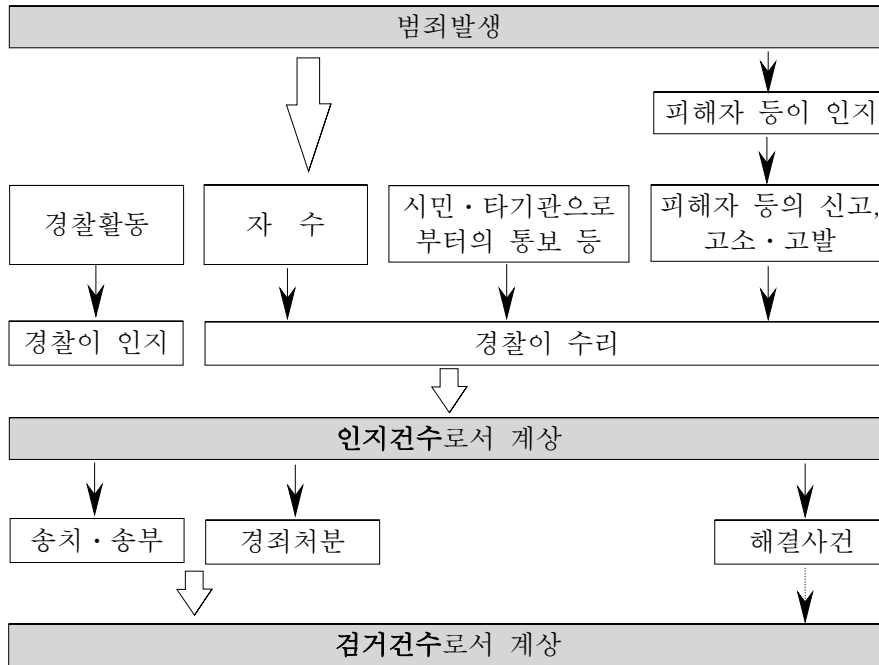 범죄발생
피해자 등이 인지
경찰활동
자 수
시민·타기관으로
부터의 통보 등
피해자 등의 신고,
고소·고발
경찰이 인지
경찰이 수리
인지건수로서 계상
송치·송부
경죄처분
해결사건
검거건수로서 계상